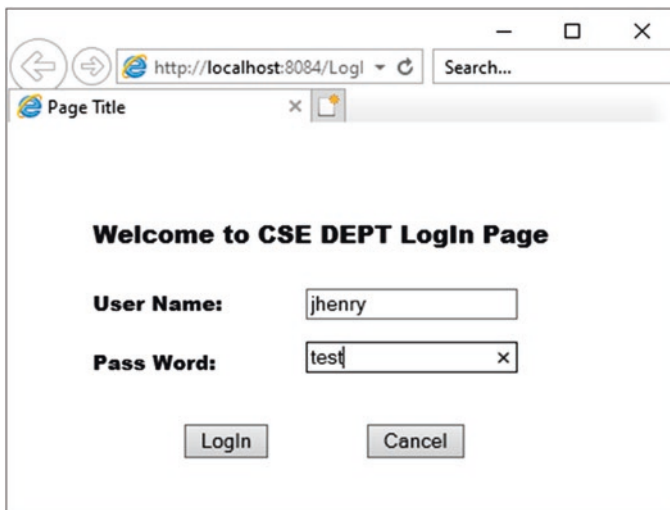 http://localhost:8084/LogI
Search...
Page Title
Welcome to CSE DEPT LogIn Page
User Name:
jhenry
Pass Word:
test
LogIn
Cancel